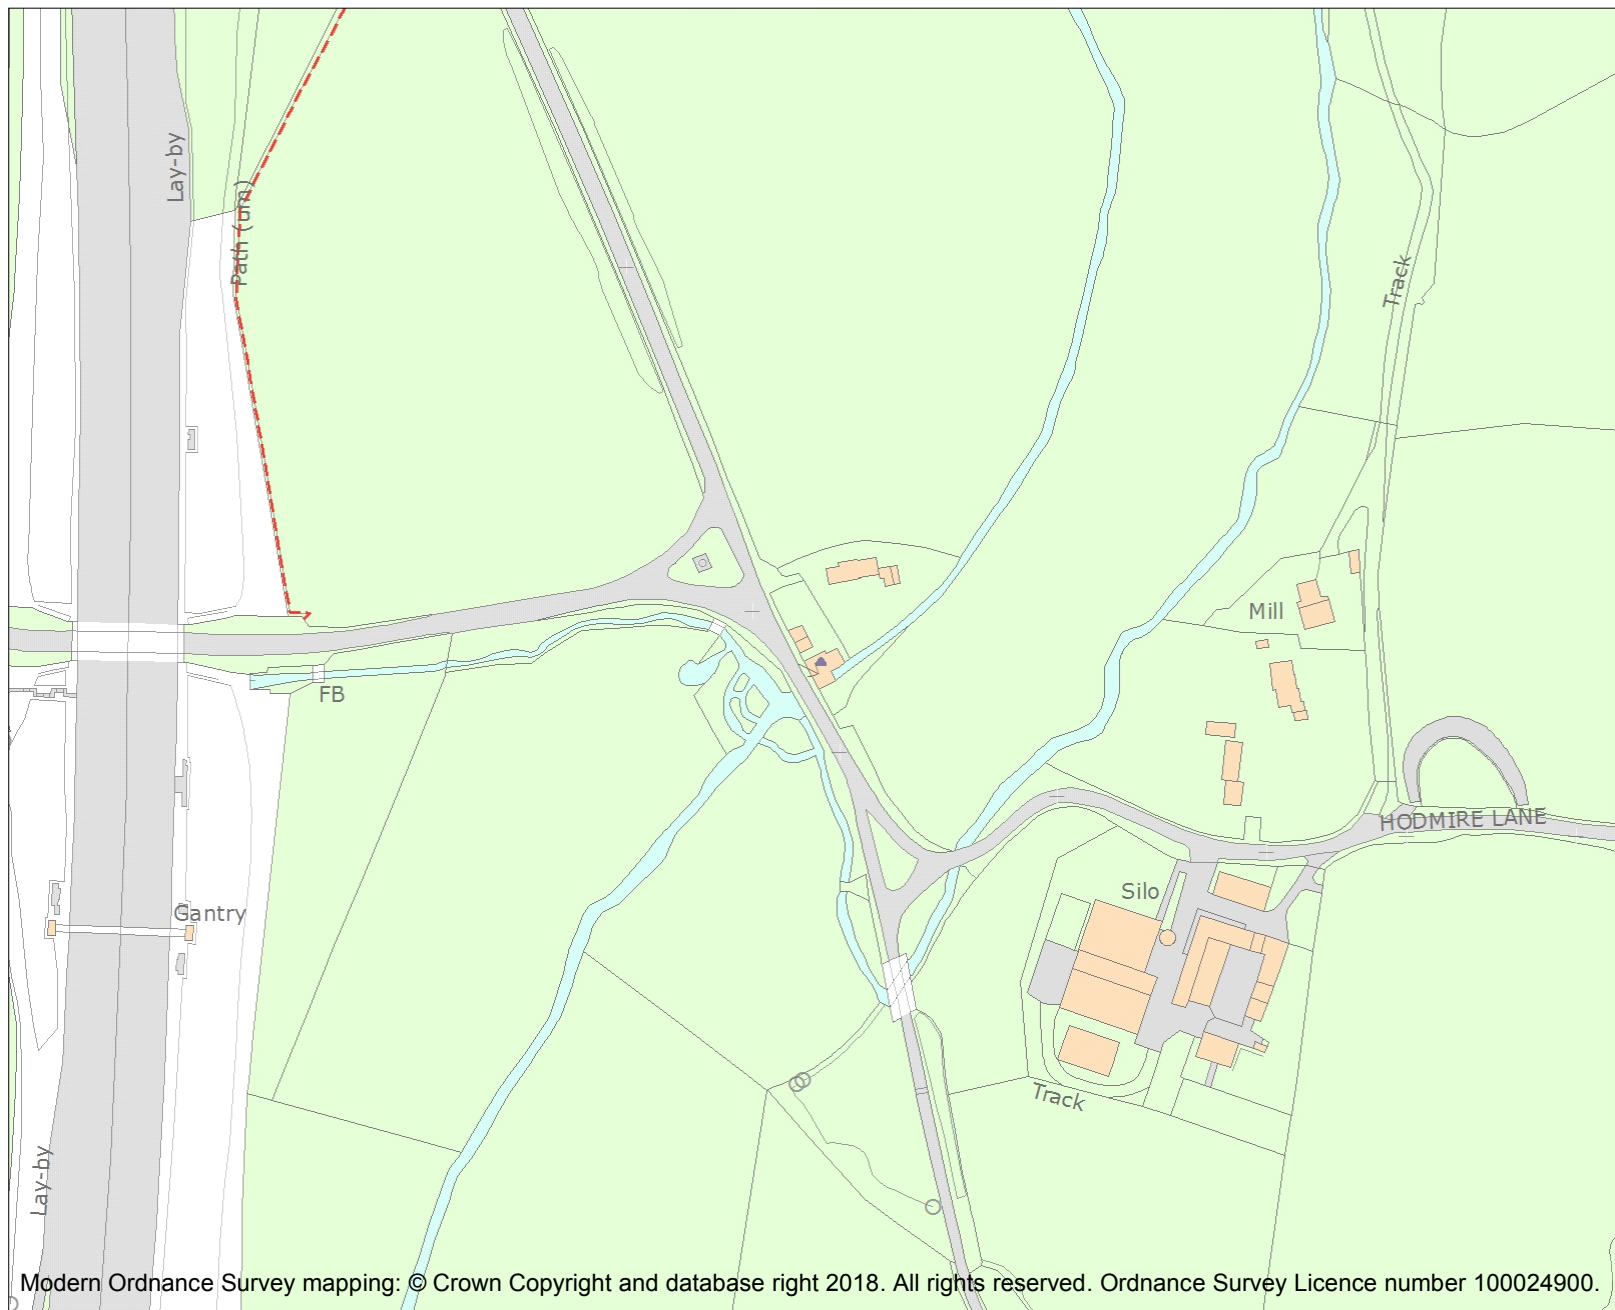 Lay-by
Path (um)
Track
Mill
FB
HODMIRE LANE
Silo
Gantry
Track
Lay-by
Modern Ordnance Survey mapping: © Crown Copyright and database right 2018. All rights reserved. Ordnance Survey Licence number 100024900.